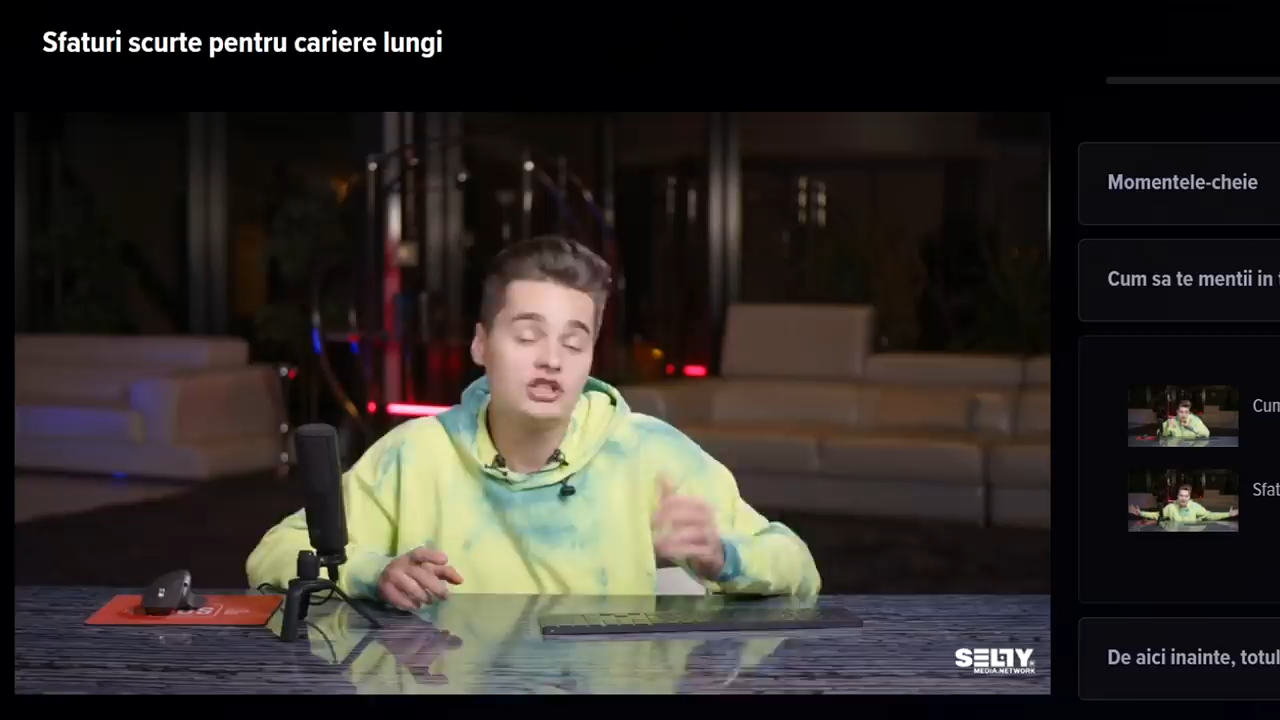 Sfaturi scurte pentru cariere lungi
Momentele-cheie
Cum sa te mentii in
Cum
Sfat
De aici inainte, totul
SELLY
MEDIA.NETWORK